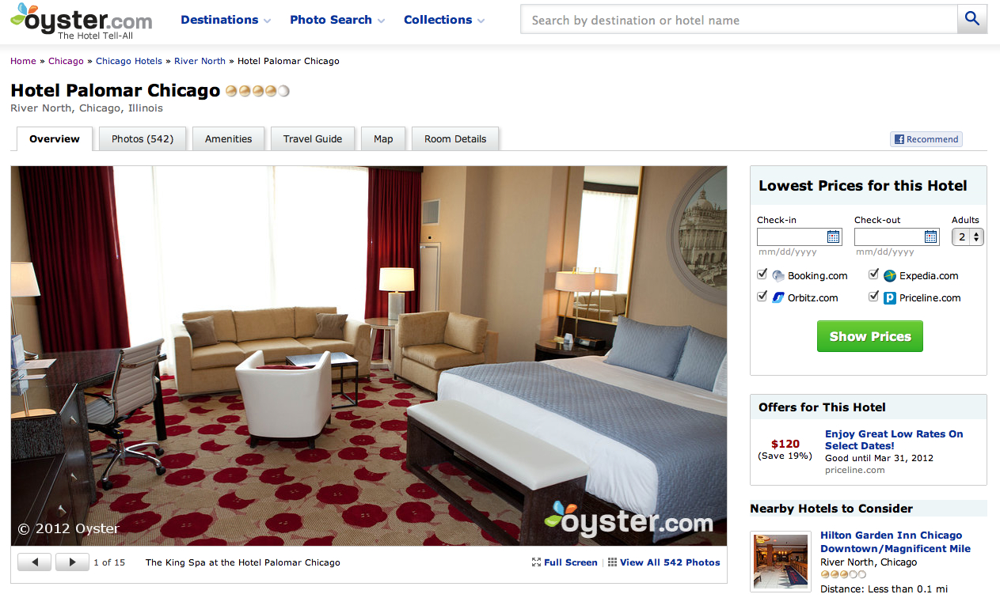 oyster.com
The Hotel Tell-All
Destinations Photo Search Collections
Search by destination or hotel name
Home » Chicago » Chicago Hotels » River North » Hotel Palomar Chicago
Hotel Palomar Chicago
River North, Chicago, Illinois
Overview Photos (542) Amenities Travel Guide Map Room Details
Recommend
© 2012 Oyster
oyster.com
1 of 15 The King Spa at the Hotel Palomar Chicago Full Screen | View All 542 Photos
Lowest Prices for this Hotel
Check-in Check-out Adults
2
mm/dd/yyyy mm/dd/yyyy
Booking.com Expedia.com
Orbitz.com Priceline.com
Show Prices
Offers for This Hotel
$120
(Save 19%)
Enjoy Great Low Rates On
Select Dates!
Good until Mar 31, 2012
priceline.com
Nearby Hotels to Consider
Hilton Garden Inn Chicago
Downtown/Magnificent Mile
River North, Chicago
Distance: Less than 0.1 mi